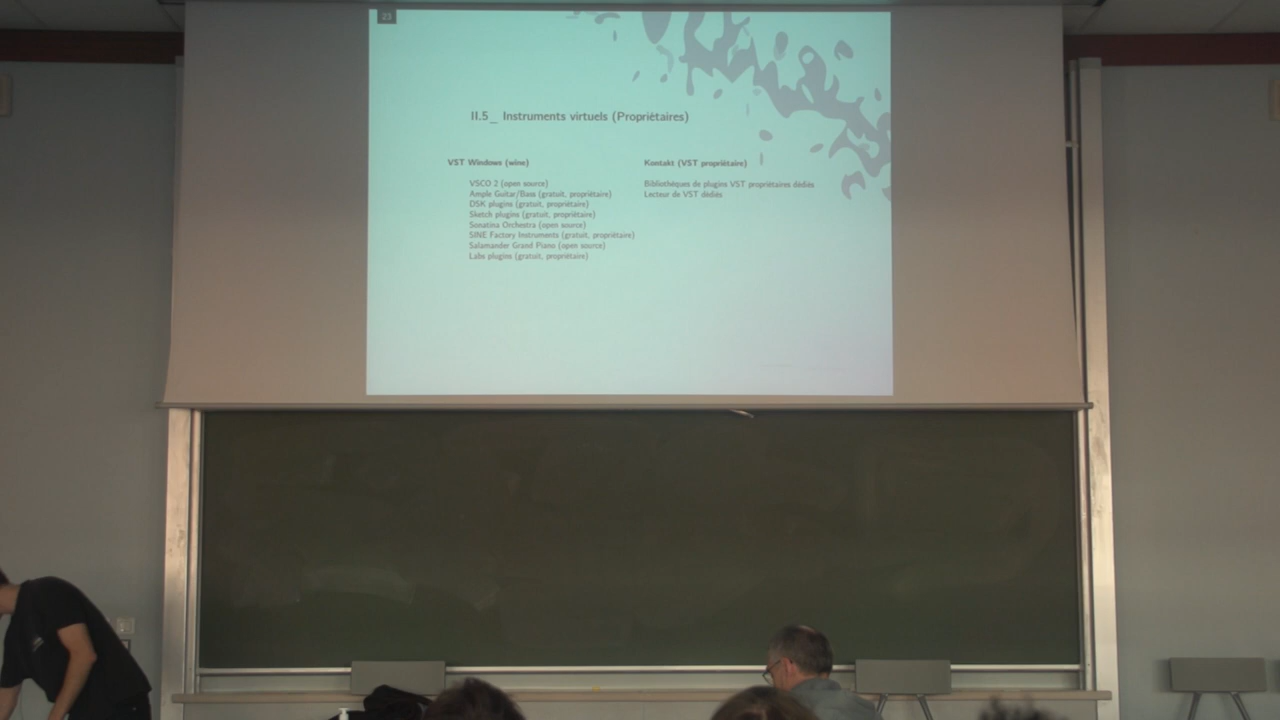 23
II.5_ Instruments virtuels (Propriétaires)
VST Windows (wine)
VSCO 2 (open source)
Ample Guitar/Bass (gratuit, propriétaire)
DSK plugins (gratuit, propriétaire)
Sketch plugins (gratuit, propriétaire)
Sonatina Orchestra (open source)
SINE Factory Instruments (gratuit, propriétaire)
Salamander Grand Piano (open source)
Labs plugins (gratuit, propriétaire)
Kontakt (VST propriétaire)
Bibliothèques de plugins VST propriétaires dédiés
Lecteur de VST dédiés